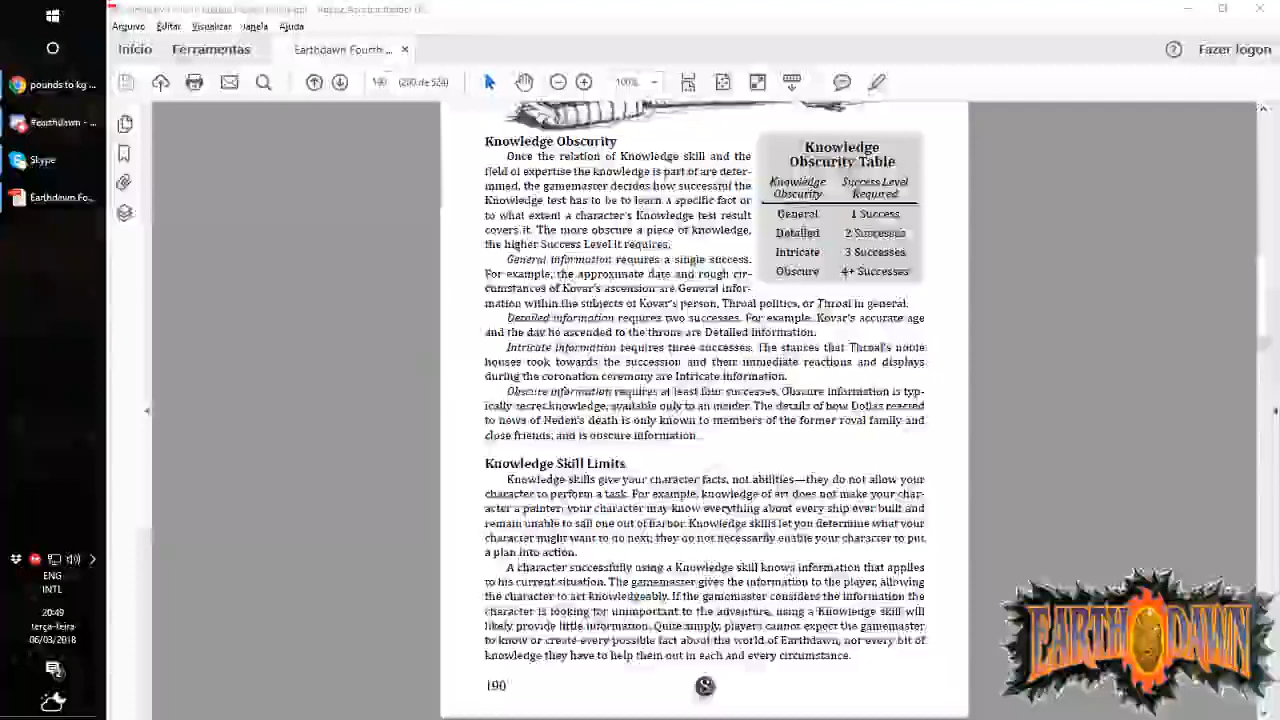 Arquivo Editar Visualizar Janela Ajuda
Início Ferramentas Earthdawn Fourth ... × Fazer logon
190 (200 de 524) 100%
pounds to kg ...
#earthdawn - ...
Skype
Earthdawn Fo...
Knowledge Obscurity
Once the relation of Knowledge skill and the
field of expertise the knowledge is part of are deter-
mined, the gamemaster decides how successful the
Knowledge test has to be to learn a specific fact or
to what extent a character's Knowledge test result
covers it. The more obscure a piece of knowledge,
the higher Success Level it requires.
General information requires a single success.
For example, the approximate date and rough cir-
cumstances of Kovar's ascension are General infor-
mation within the subjects of Kovar's person, Throal politics, or Throal in general.
Detailed information requires two successes. For example, Kovar's accurate age
and the day he ascended to the throne are Detailed information.
Intricate information requires three successes. The stances that Throal's noble
houses took towards the succession and their immediate reactions and displays
during the coronation ceremony are Intricate information.
Obscure information requires at least four successes. Obscure information is typ-
ically secret knowledge, available only to an insider. The details of how Dollas reacted
to news of Neden's death is only known to members of the former royal family and
close friends, and is obscure information.
Knowledge
Obscurity Table
Knowledge Success Level
Obscurity Required
General 1 Success
Detailed 2 Successes
Intricate 3 Successes
Obscure 4+ Successes
Knowledge Skill Limits
Knowledge skills give your character facts, not abilities—they do not allow your
character to perform a task. For example, knowledge of art does not make your char-
acter a painter; your character may know everything about every ship ever built and
remain unable to sail one out of harbor. Knowledge skills let you determine what your
character might want to do next; they do not necessarily enable your character to put
a plan into action.
A character successfully using a Knowledge skill knows information that applies
to his current situation. The gamemaster gives the information to the player, allowing
the character to act knowledgeably. If the gamemaster considers the information the
character is looking for unimportant to the adventure, using a Knowledge skill will
likely provide little information. Quite simply, players cannot expect the gamemaster
to know or create every possible fact about the world of Earthdawn, nor every bit of
knowledge they have to help them out in each and every circumstance.
190
ENG
INTL
20:49
terça-feira
06/03/2018
EARTHDAWN